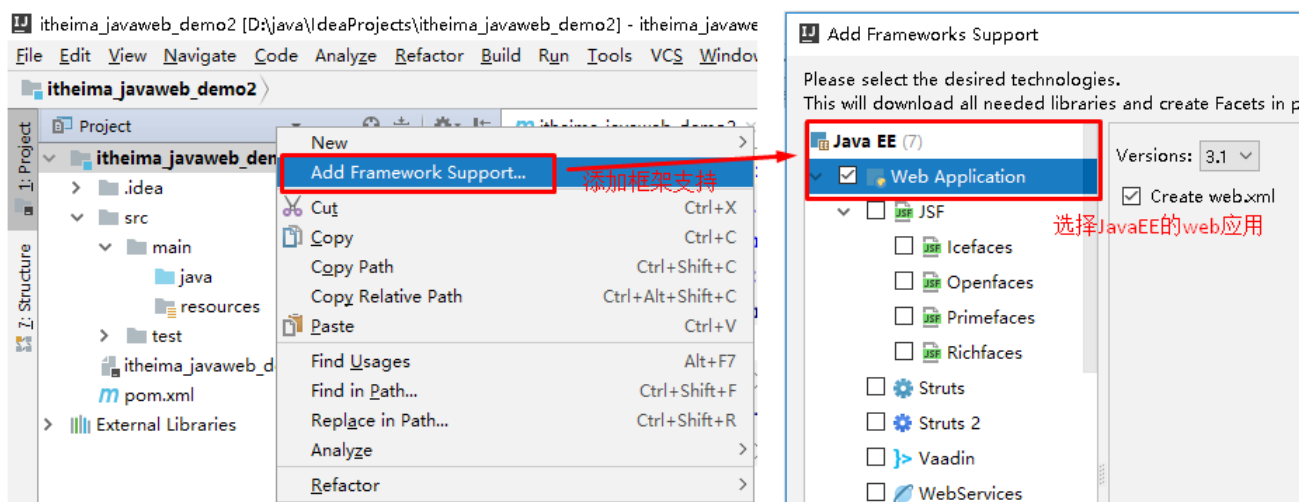 itheima_javaweb_demo2 [D:\java\IdeaProjects\itheima_javaweb_demo2] - itheima_javawe
File Edit View Navigate Code Analyze Refactor Build Run Tools VCS Window
itheima_javaweb_demo2
1: Project
Z: Structure
Project
itheima_javaweb_den
.idea
src
main
java
resources
test
itheima_javaweb_d
pom.xml
External Libraries
New
Add Framework Support...
添加框架支持
Cut Ctrl+X
Copy Ctrl+C
Copy Path Ctrl+Shift+C
Copy Relative Path Ctrl+Alt+Shift+C
Paste Ctrl+V
Find Usages Alt+F7
Find in Path... Ctrl+Shift+F
Replace in Path... Ctrl+Shift+R
Analyze
Refactor
Add Frameworks Support
Please select the desired technologies.
This will download all needed libraries and create Facets in p
Java EE (7)
Web Application
JSF
Icefaces
Openfaces
Primefaces
Richfaces
Struts
Struts 2
Vaadin
WebServices
Versions: 3.1
Create web.xml
选择JavaEE的web应用